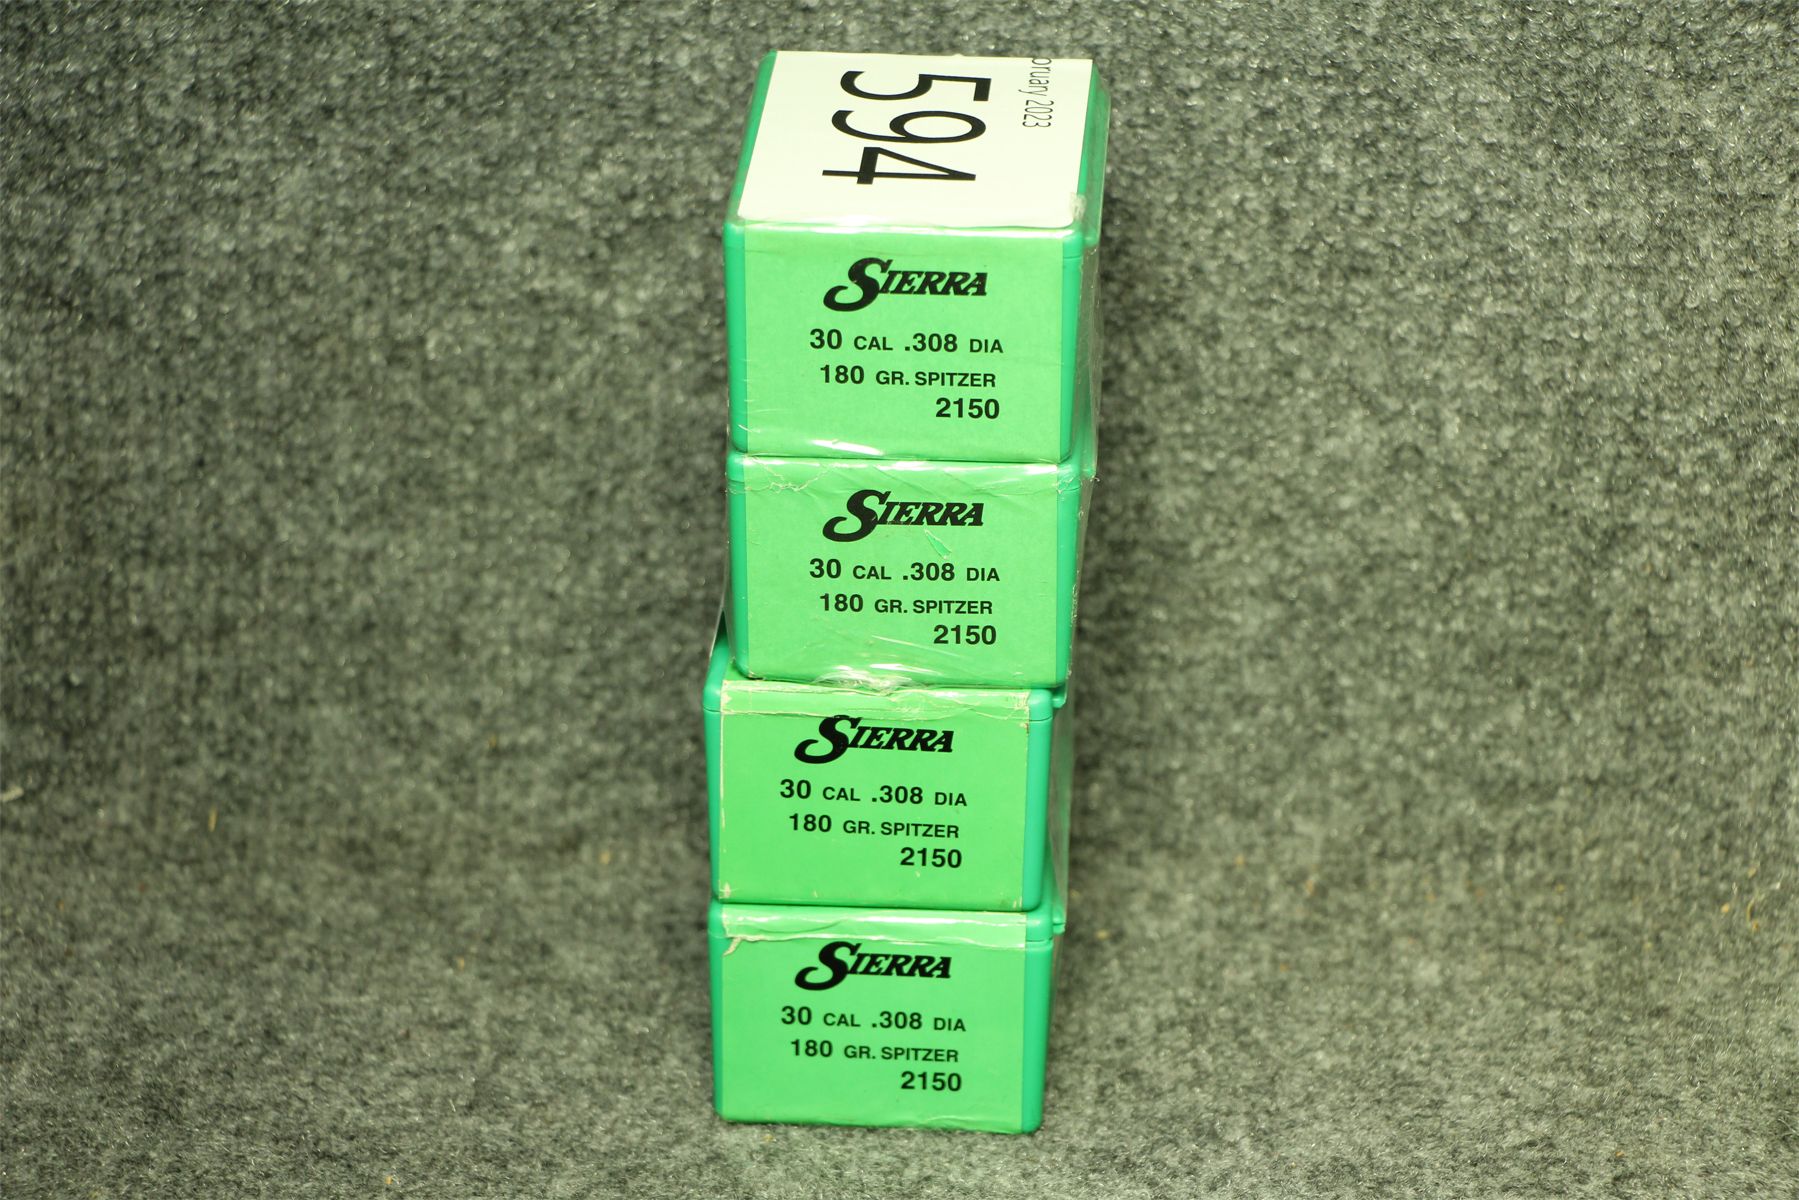 2023
594
SIERRA
30 CAL .308 DIA
180 GR. SPITZER
2150
SIERRA
30 CAL .308 DIA
180 GR. SPITZER
2150
SIERRA
30 CAL .308 DIA
180 GR. SPITZER
2150
SIERRA
30 CAL .308 DIA
180 GR. SPITZER
2150